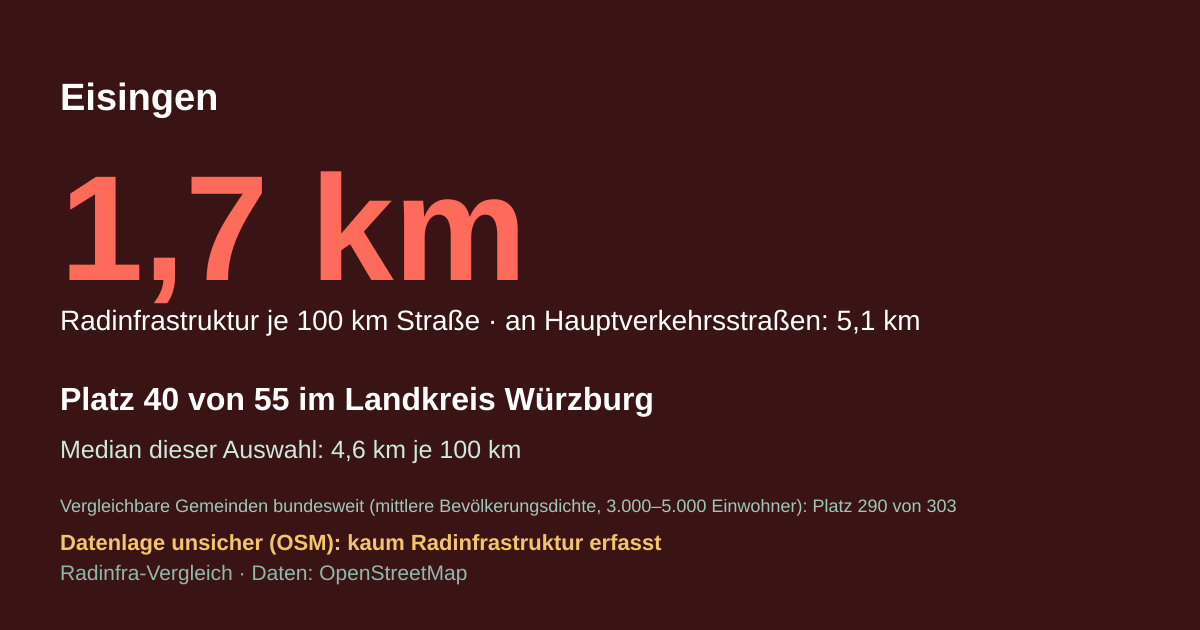 Eisingen
1,7 km
Radinfrastruktur je 100 km Straße · an Hauptverkehrsstraßen: 5,1 km
Platz 40 von 55 im Landkreis Würzburg
Median dieser Auswahl: 4,6 km je 100 km
Vergleichbare Gemeinden bundesweit (mittlere Bevölkerungsdichte, 3.000–5.000 Einwohner): Platz 290 von 303
Datenlage unsicher (OSM): kaum Radinfrastruktur erfasst
Radinfra-Vergleich · Daten: OpenStreetMap